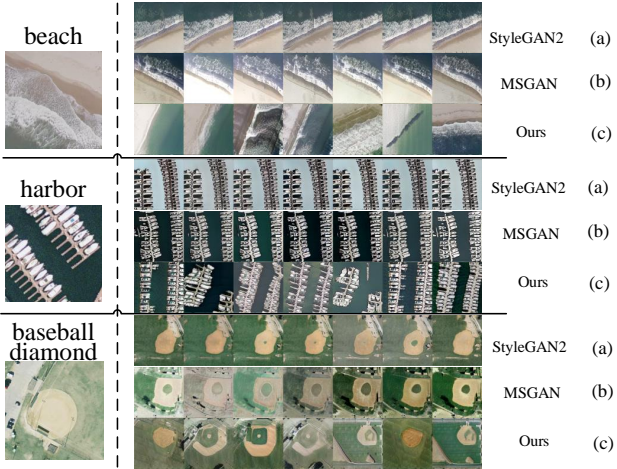 beach
StyleGAN2 (a)
MSGAN (b)
Ours (c)
harbor
StyleGAN2 (a)
MSGAN (b)
Ours (c)
baseball
diamond
StyleGAN2 (a)
MSGAN (b)
Ours (c)